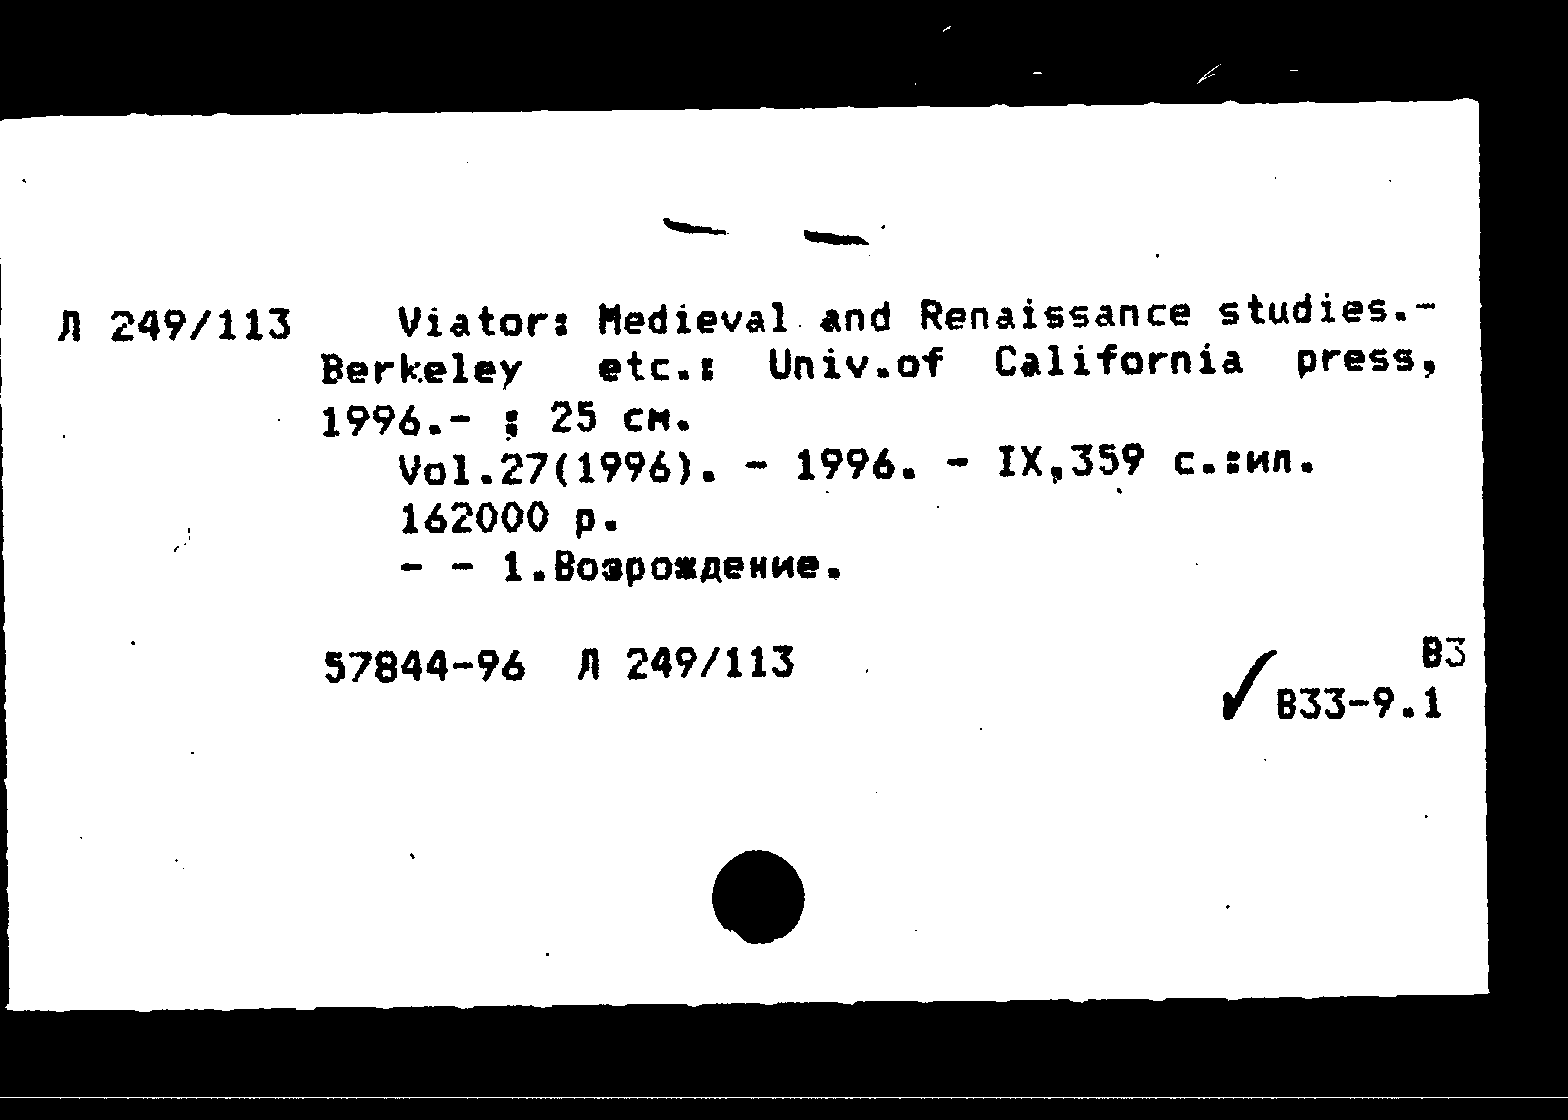 Л 249/113 Viator: Medieval and Renaissance studies.-
Berkeley etc.: Univ.of California press,
1996.- ; 25 см.
Vol.27(1996). - 1996. - IX,359 с.:ил.
162000 р.
- - 1.Возрождение.
57844-96 Л 249/113
В3
В33-9.1